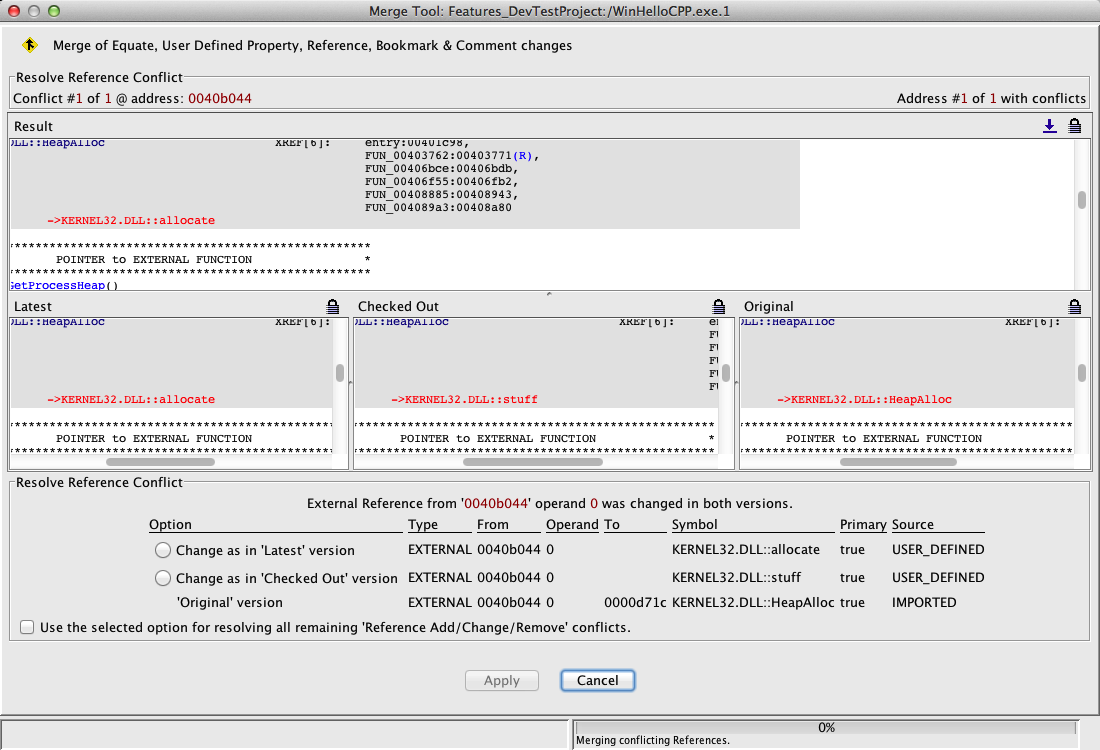 Merge Tool: Features_DevTestProject:/WinHelloCPP.exe.1
Merge of Equate, User Defined Property, Reference, Bookmark & Comment changes
Resolve Reference Conflict
Conflict #1 of 1 @ address: 0040b044 Address #1 of 1 with conflicts
Result
DLL::HeapAlloc XREF[6]: entry:00401c98,
FUN_00403762:00403771(R),
FUN_00406bce:00406bdb,
FUN_00406f55:00406fb2,
FUN_00408885:00408943,
FUN_004089a3:00408a80
->KERNEL32.DLL::allocate
POINTER to EXTERNAL FUNCTION *
GetProcessHeap()
Latest Checked Out Original
DLL::HeapAlloc XREF[6]: DLL::HeapAlloc XREF[6]: DLL::HeapAlloc XREF[6]:
->KERNEL32.DLL::allocate ->KERNEL32.DLL::stuff ->KERNEL32.DLL::HeapAlloc
POINTER to EXTERNAL FUNCTION POINTER to EXTERNAL FUNCTION * POINTER to EXTERNAL FUNCTION
Resolve Reference Conflict
External Reference from '0040b044' operand 0 was changed in both versions.
Option Type From Operand To Symbol Primary Source
Change as in 'Latest' version EXTERNAL 0040b044 0 KERNEL32.DLL::allocate true USER_DEFINED
Change as in 'Checked Out' version EXTERNAL 0040b044 0 KERNEL32.DLL::stuff true USER_DEFINED
'Original' version EXTERNAL 0040b044 0 0000d71c KERNEL32.DLL::HeapAlloc true IMPORTED
Use the selected option for resolving all remaining 'Reference Add/Change/Remove' conflicts.
Apply Cancel
0%
Merging conflicting References.